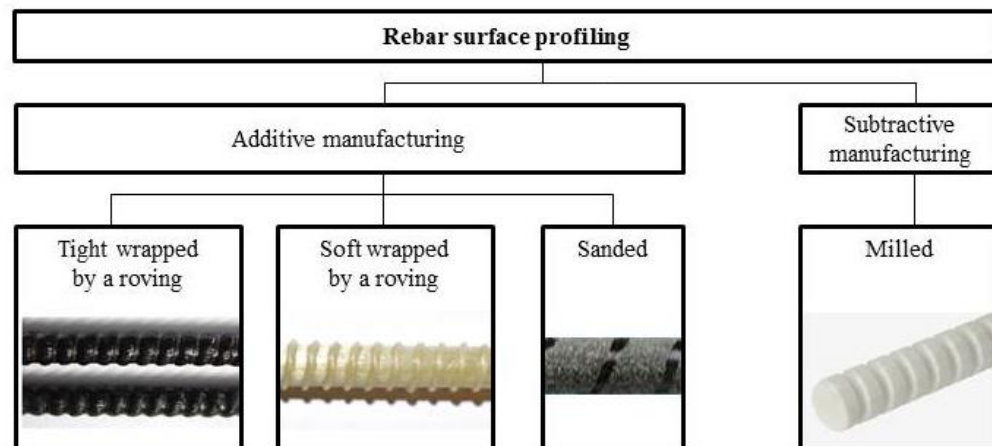 Rebar surface profiling
Additive manufacturing
Subtractive
manufacturing
Tight wrapped
by a roving
Soft wrapped
by a roving
Sanded
Milled